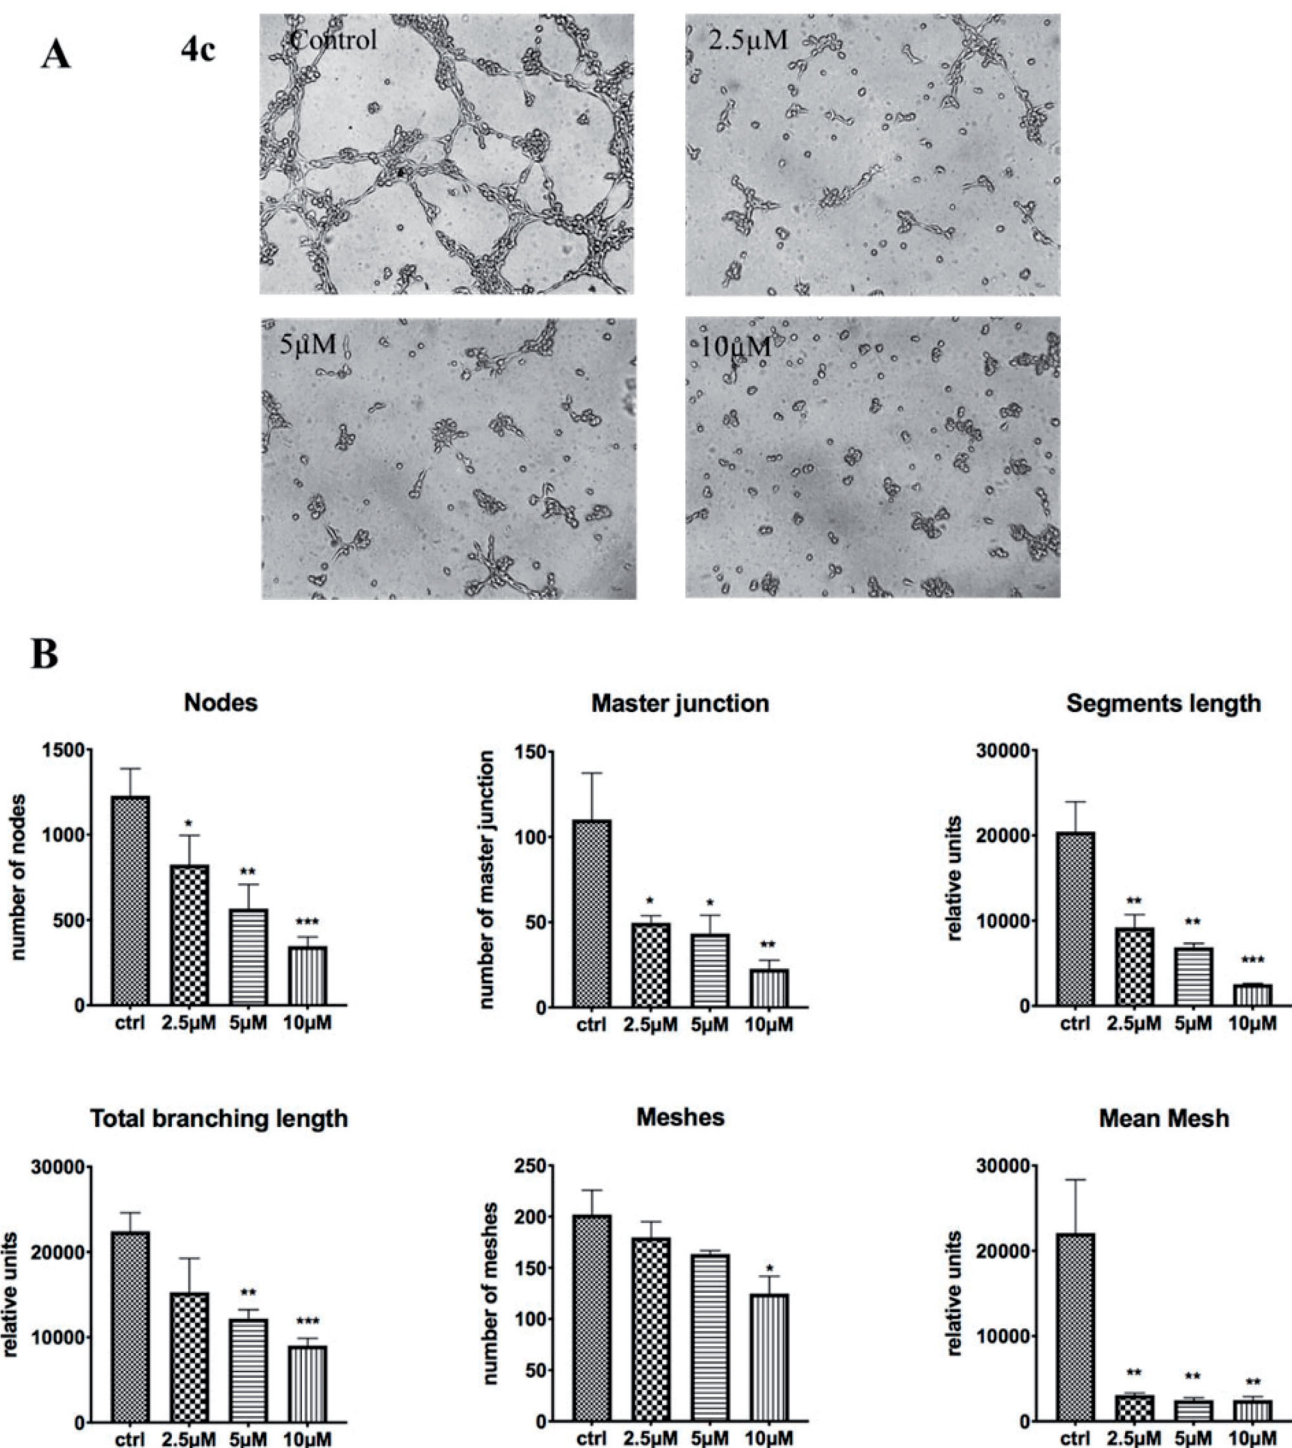 A
4c
Control
2.5µM
5µM
10µM
B
Nodes
number of nodes
1500
1000
500
0
*
**
***
ctrl 2.5µM 5µM 10µM
Master junction
number of master junction
150
100
50
0
*
*
**
ctrl 2.5µM 5µM 10µM
Segments length
relative units
30000
20000
10000
0
**
**
***
ctrl 2.5µM 5µM 10µM
Total branching length
relative units
30000
20000
10000
0
**
***
ctrl 2.5µM 5µM 10µM
Meshes
number of meshes
250
200
150
100
50
0
*
ctrl 2.5µM 5µM 10µM
Mean Mesh
relative units
30000
20000
10000
0
**
**
**
ctrl 2.5µM 5µM 10µM